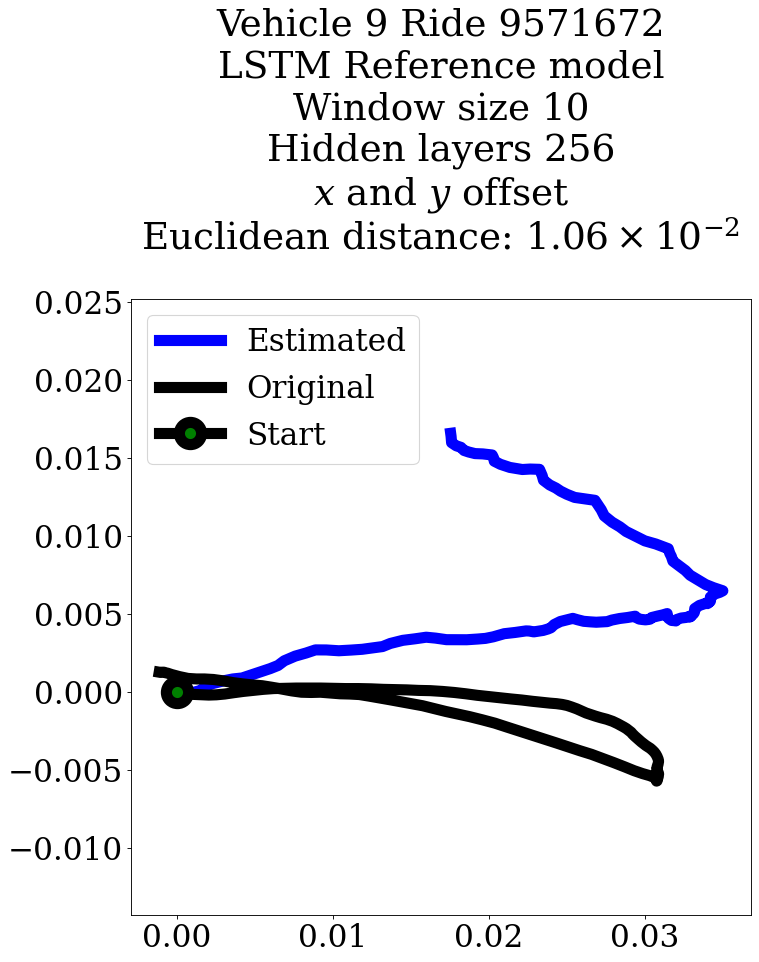 Vehicle 9 Ride 9571672
LSTM Reference model
Window size 10
Hidden layers 256
x and y offset
Euclidean distance: 1.06 × 10⁻²
0.025
0.020
0.015
0.010
0.005
0.000
−0.005
−0.010
Estimated
Original
Start
0.00 0.01 0.02 0.03